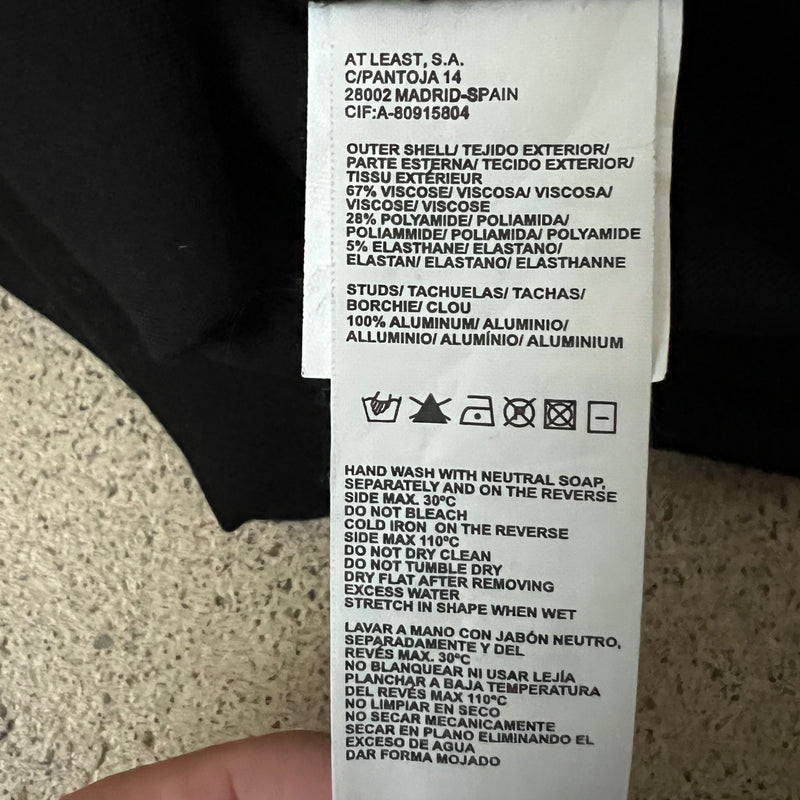 AT LEAST, S.A.
C/PANTOJA 14
28002 MADRID-SPAIN
CIF:A-80915804
OUTER SHELL/ TEJIDO EXTERIOR/
PARTE ESTERNA/ TECIDO EXTERIOR/
TISSU EXTÉRIEUR
67% VISCOSE/ VISCOSA/ VISCOSA/
VISCOSE/ VISCOSE
28% POLYAMIDE/ POLIAMIDA/
POLIAMMIDE/ POLIAMIDA/ POLYAMIDE
5% ELASTHANE/ ELASTANO/
ELASTAN/ ELASTANO/ ELASTHANNE
STUDS/ TACHUELAS/ TACHAS/
BORCHIE/ CLOU
100% ALUMINUM/ ALUMINIO/
ALLUMINIO/ ALUMÍNIO/ ALUMINIUM
HAND WASH WITH NEUTRAL SOAP,
SEPARATELY AND ON THE REVERSE
SIDE MAX. 30ºC
DO NOT BLEACH
COLD IRON ON THE REVERSE
SIDE MAX 110ºC
DO NOT DRY CLEAN
DO NOT TUMBLE DRY
DRY FLAT AFTER REMOVING
EXCESS WATER
STRETCH IN SHAPE WHEN WET
LAVAR A MANO CON JABÓN NEUTRO,
SEPARADAMENTE Y DEL
REVÉS MAX. 30ºC
NO BLANQUEAR NI USAR LEJÍA
PLANCHAR A BAJA TEMPERATURA
DEL REVÉS MAX 110ºC
NO LIMPIAR EN SECO
NO SECAR MECANICAMENTE
SECAR EN PLANO ELIMINANDO EL
EXCESO DE AGUA
DAR FORMA MOJADO